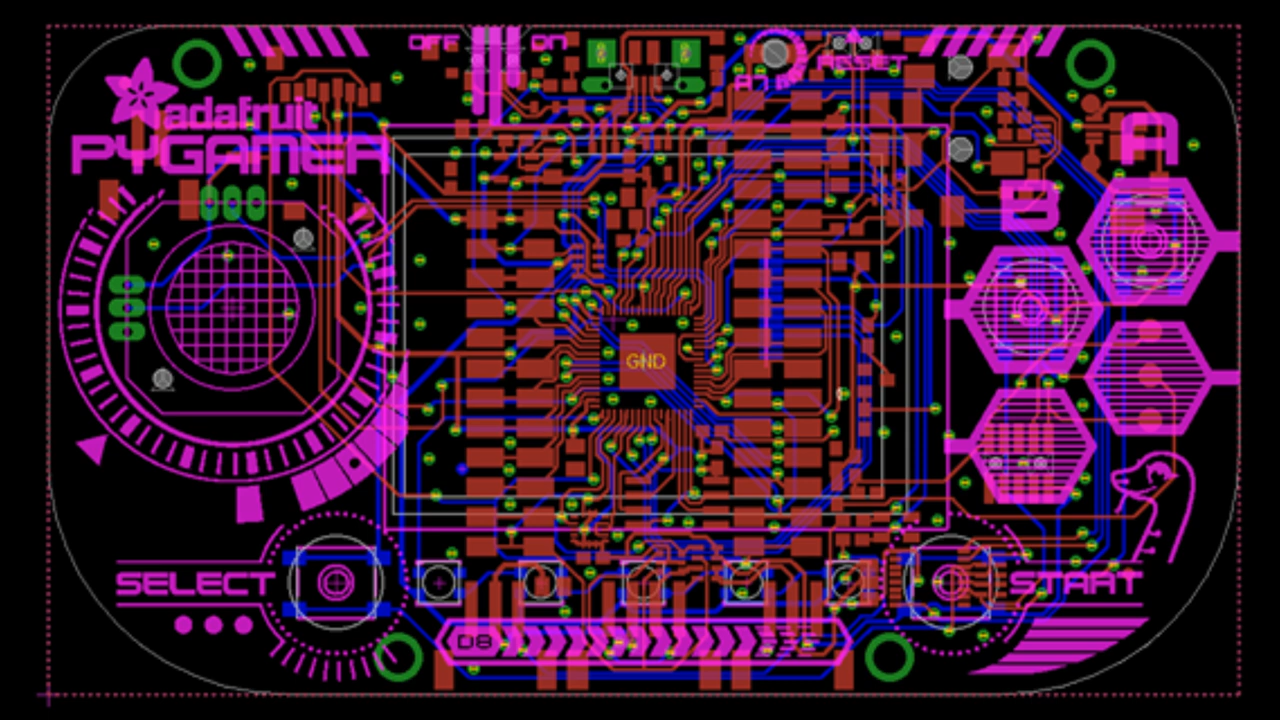 OFF ON
RESET
adafruit
PYGAMER
A
B
GND
SELECT
START
D8